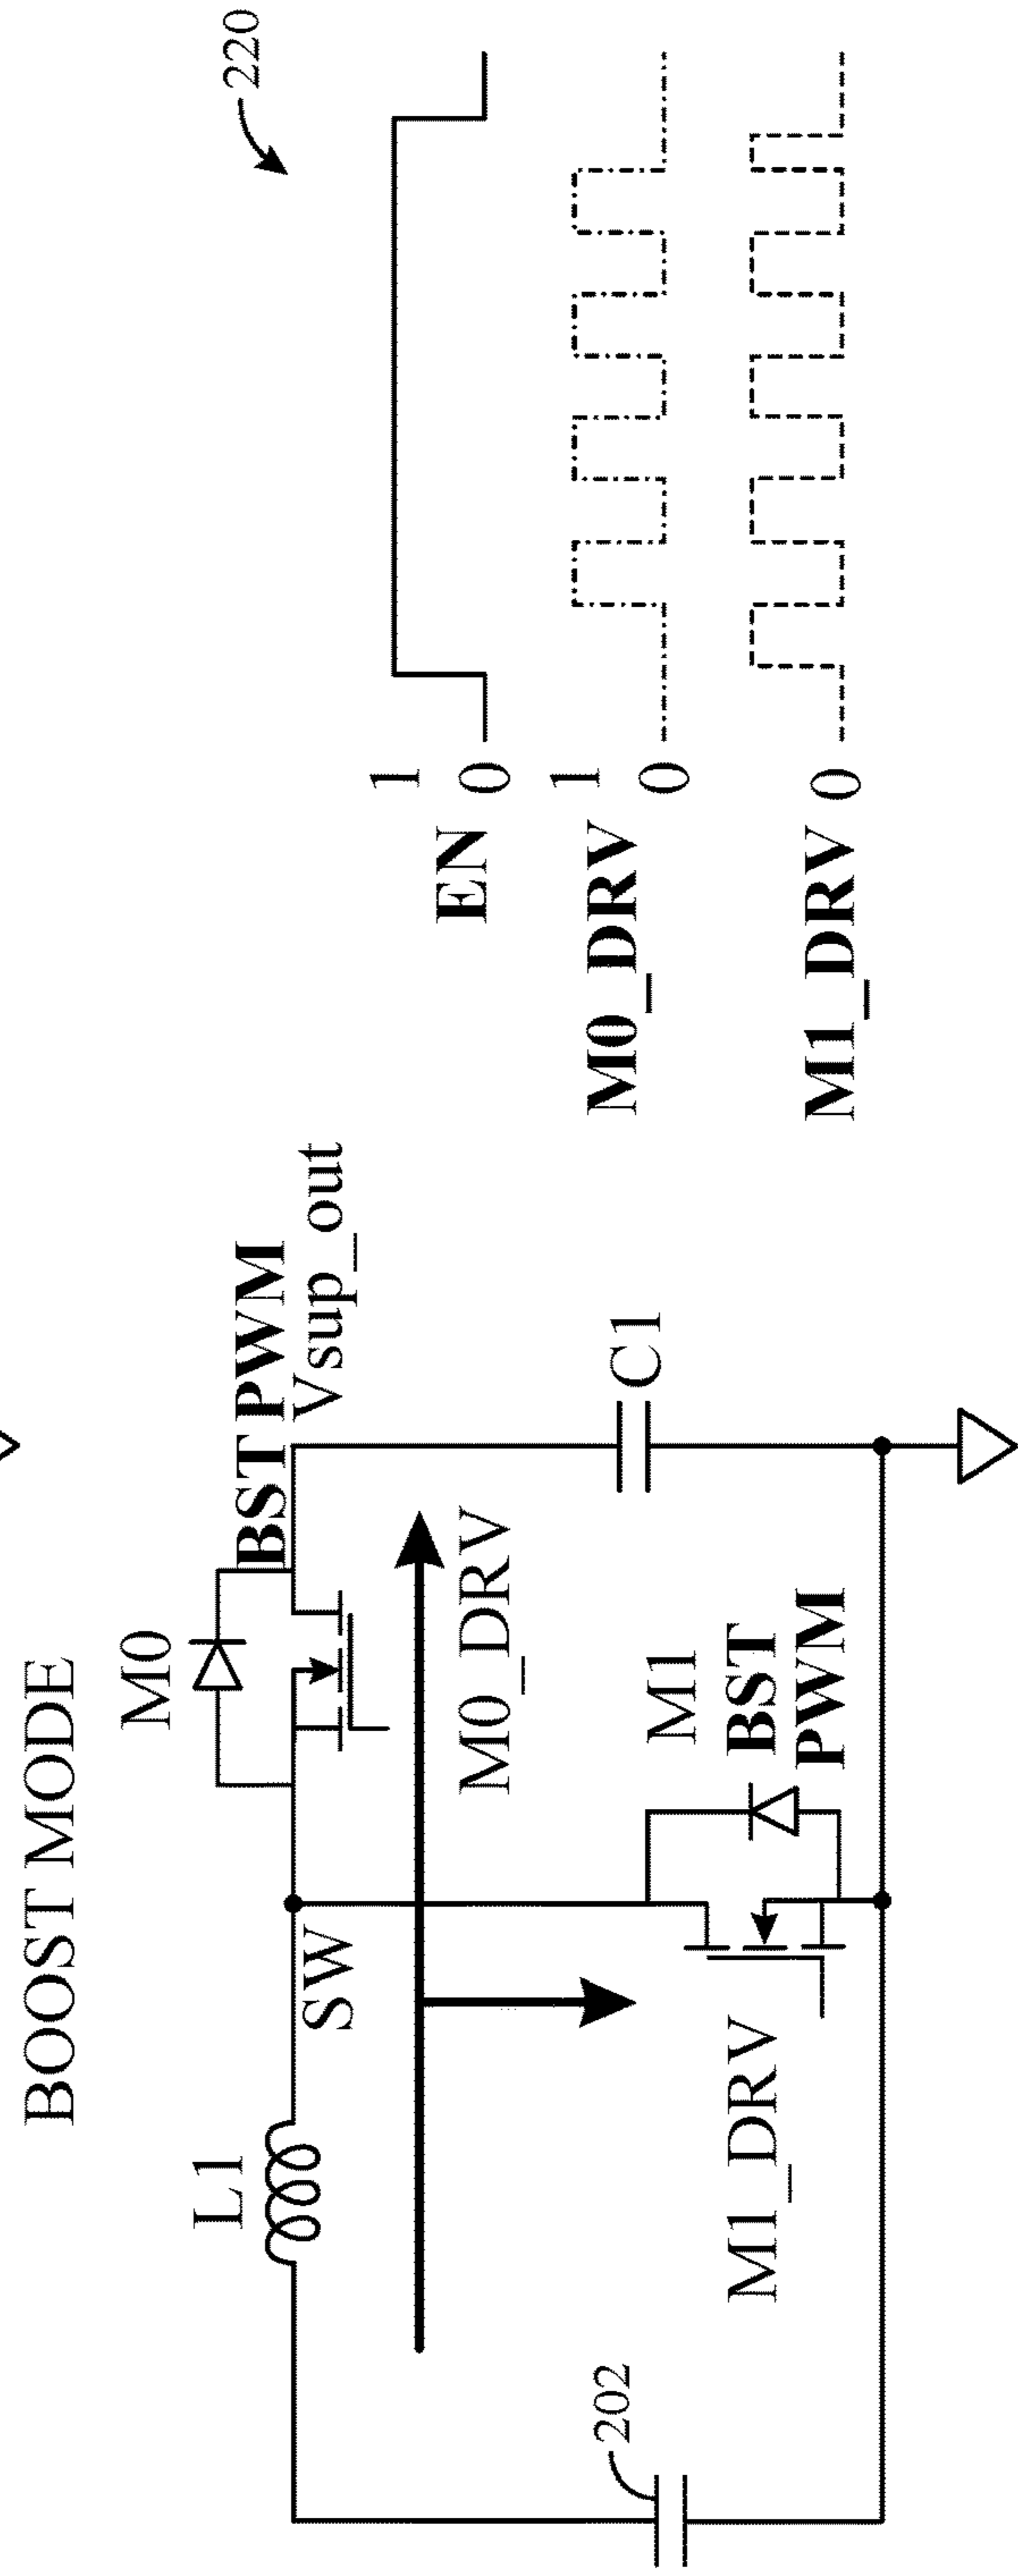 BOOST MODE
M0
BST PWM
Vsup_out
L1
SW
M0_DRV
C1
M1
BST
PWM
M1_DRV
202
220
EN
1
0
M0_DRV
1
0
M1_DRV
0